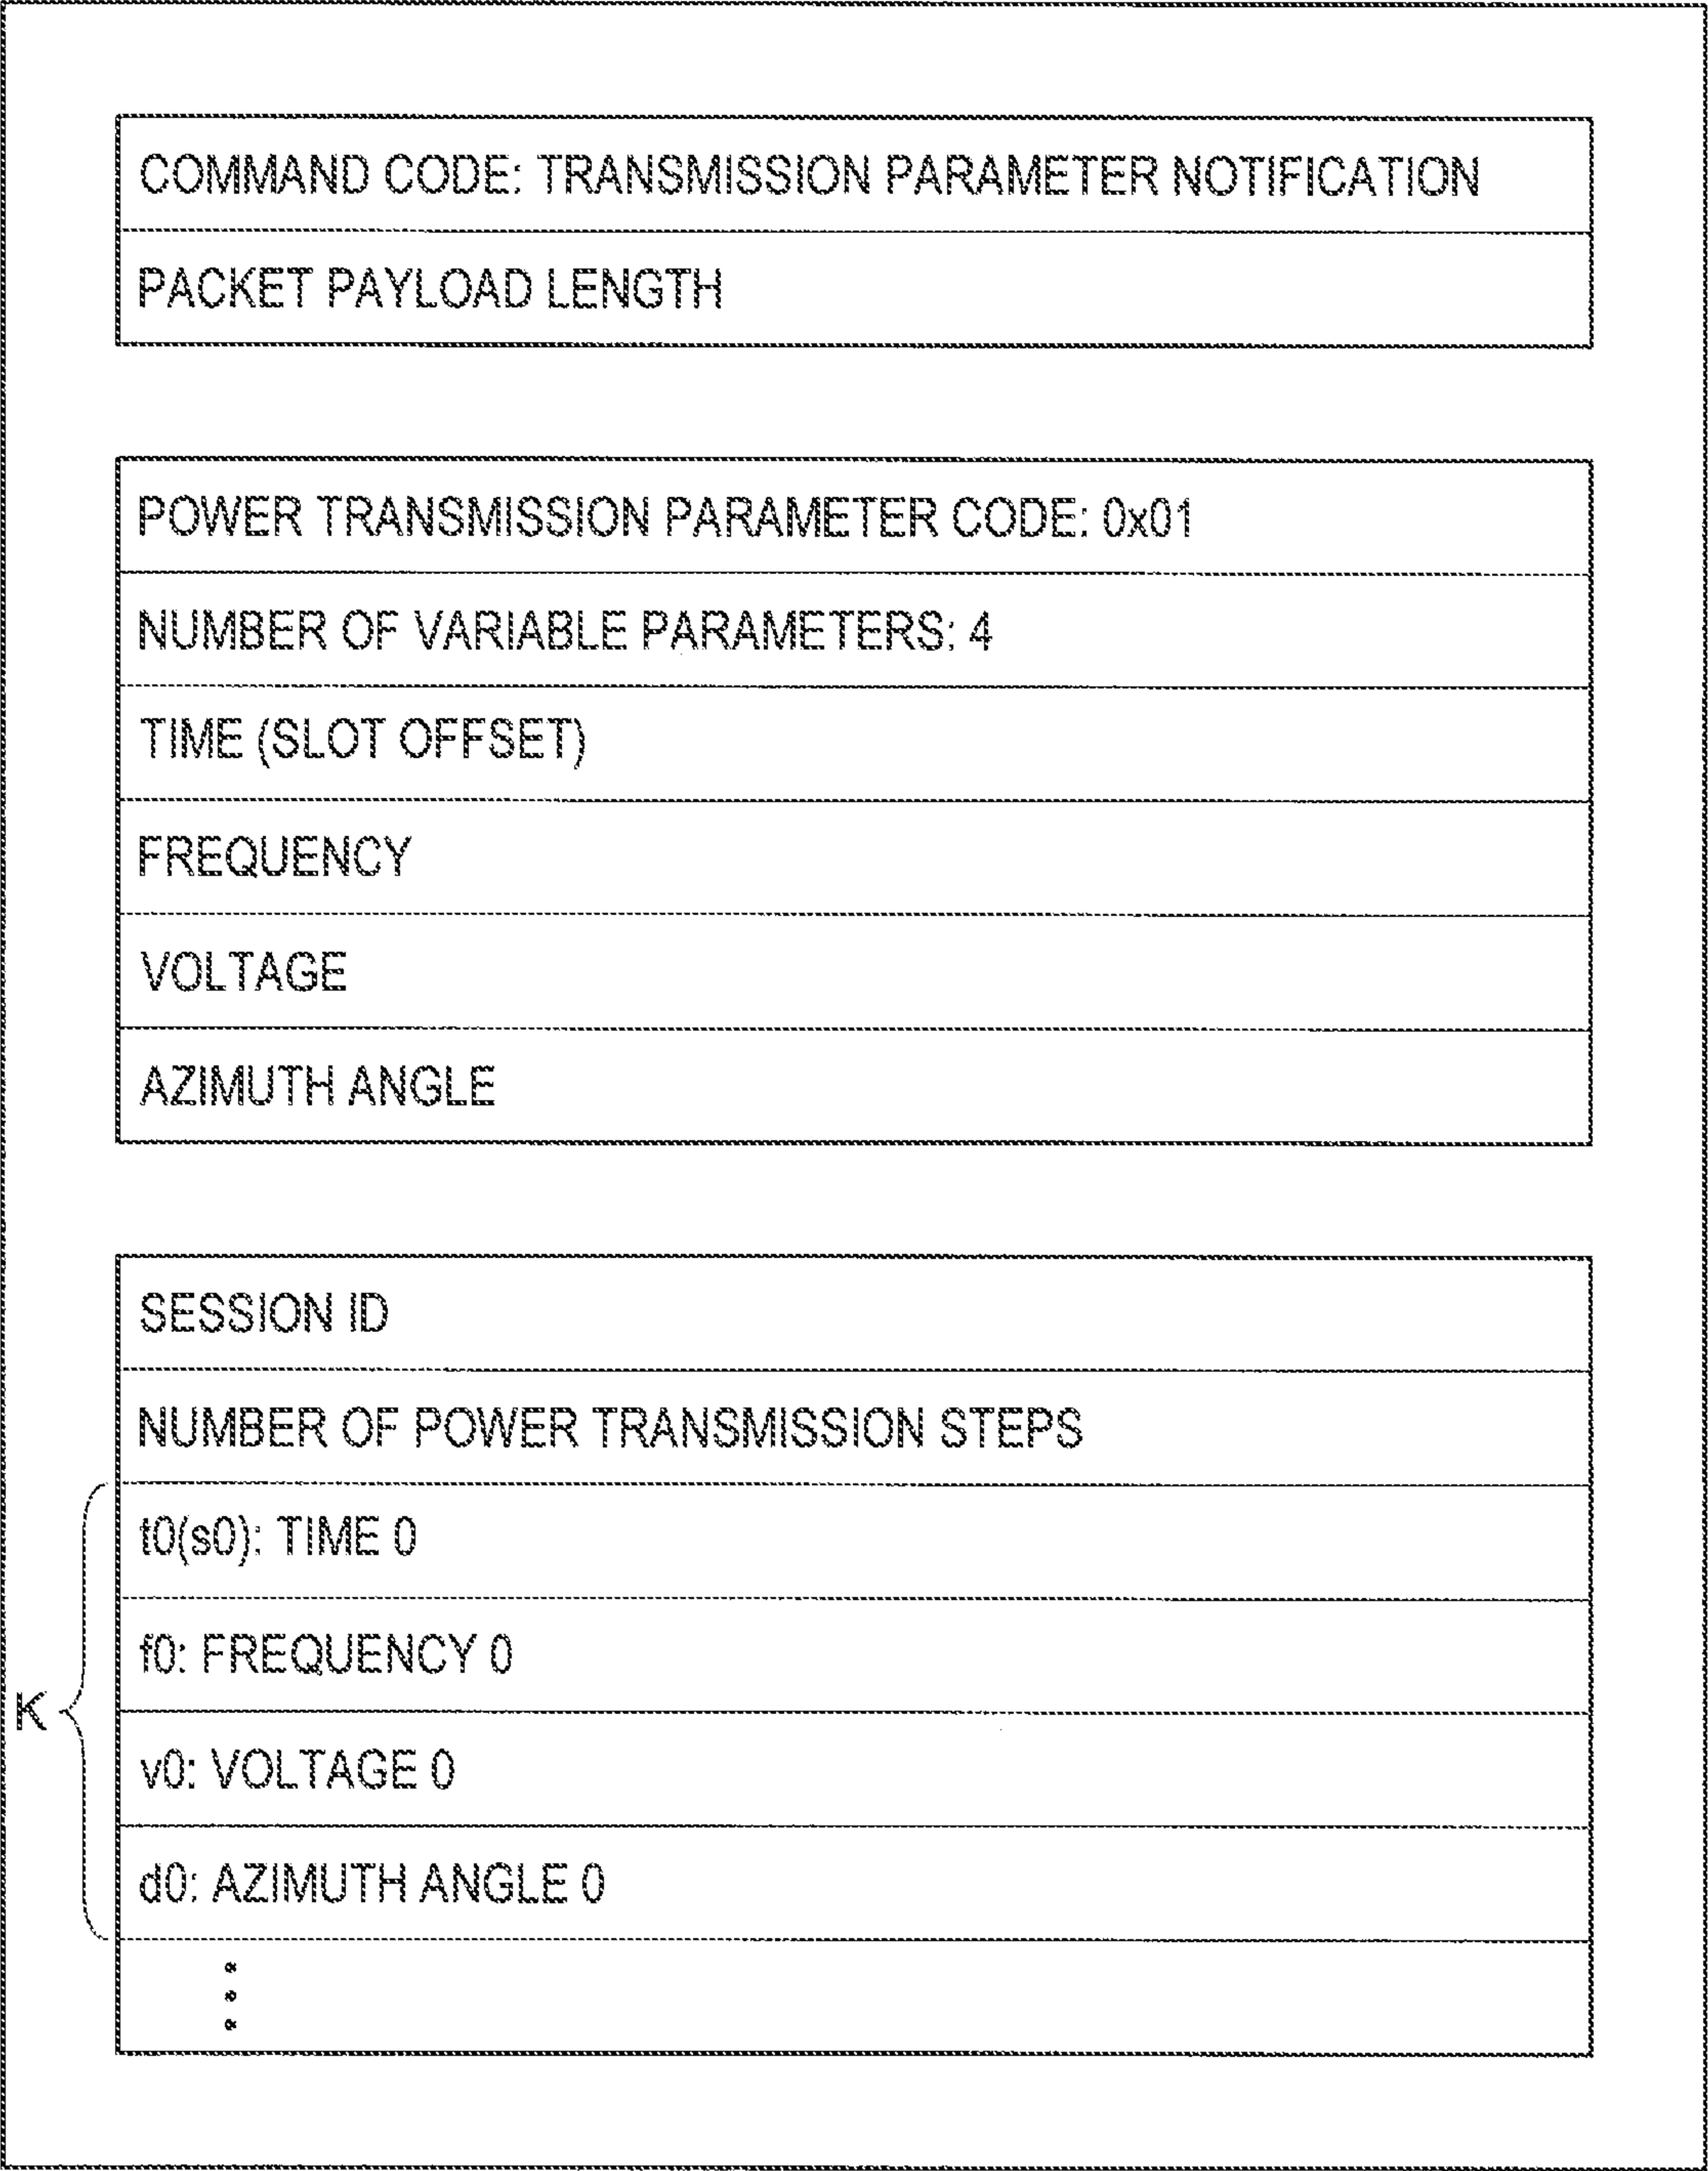 COMMAND CODE: TRANSMISSION PARAMETER NOTIFICATION
PACKET PAYLOAD LENGTH
POWER TRANSMISSION PARAMETER CODE: 0x01
NUMBER OF VARIABLE PARAMETERS: 4
TIME (SLOT OFFSET)
FREQUENCY
VOLTAGE
AZIMUTH ANGLE
SESSION ID
NUMBER OF POWER TRANSMISSION STEPS
t0(s0): TIME 0
f0: FREQUENCY 0
K
v0: VOLTAGE 0
d0: AZIMUTH ANGLE 0